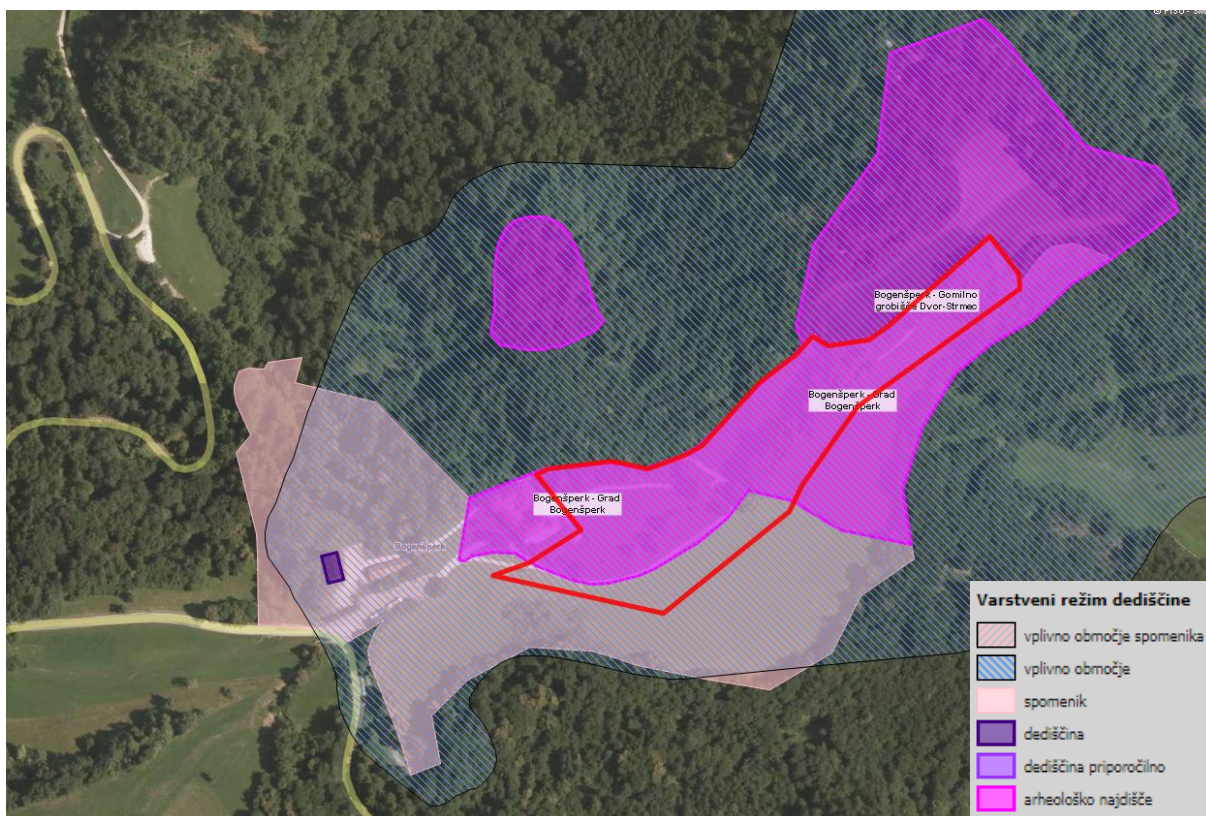 © PISO - 
Bogenšperk - Gomilno
grobišče Dvor-Strmec
Bogenšperk - Grad
Bogenšperk
Bogenšperk - Grad
Bogenšperk
Bogenšperk
Varstveni režim dediščine
vplivno območje spomenika
vplivno območje
spomenik
dediščina
dediščina priporočilno
arheološko najdišče